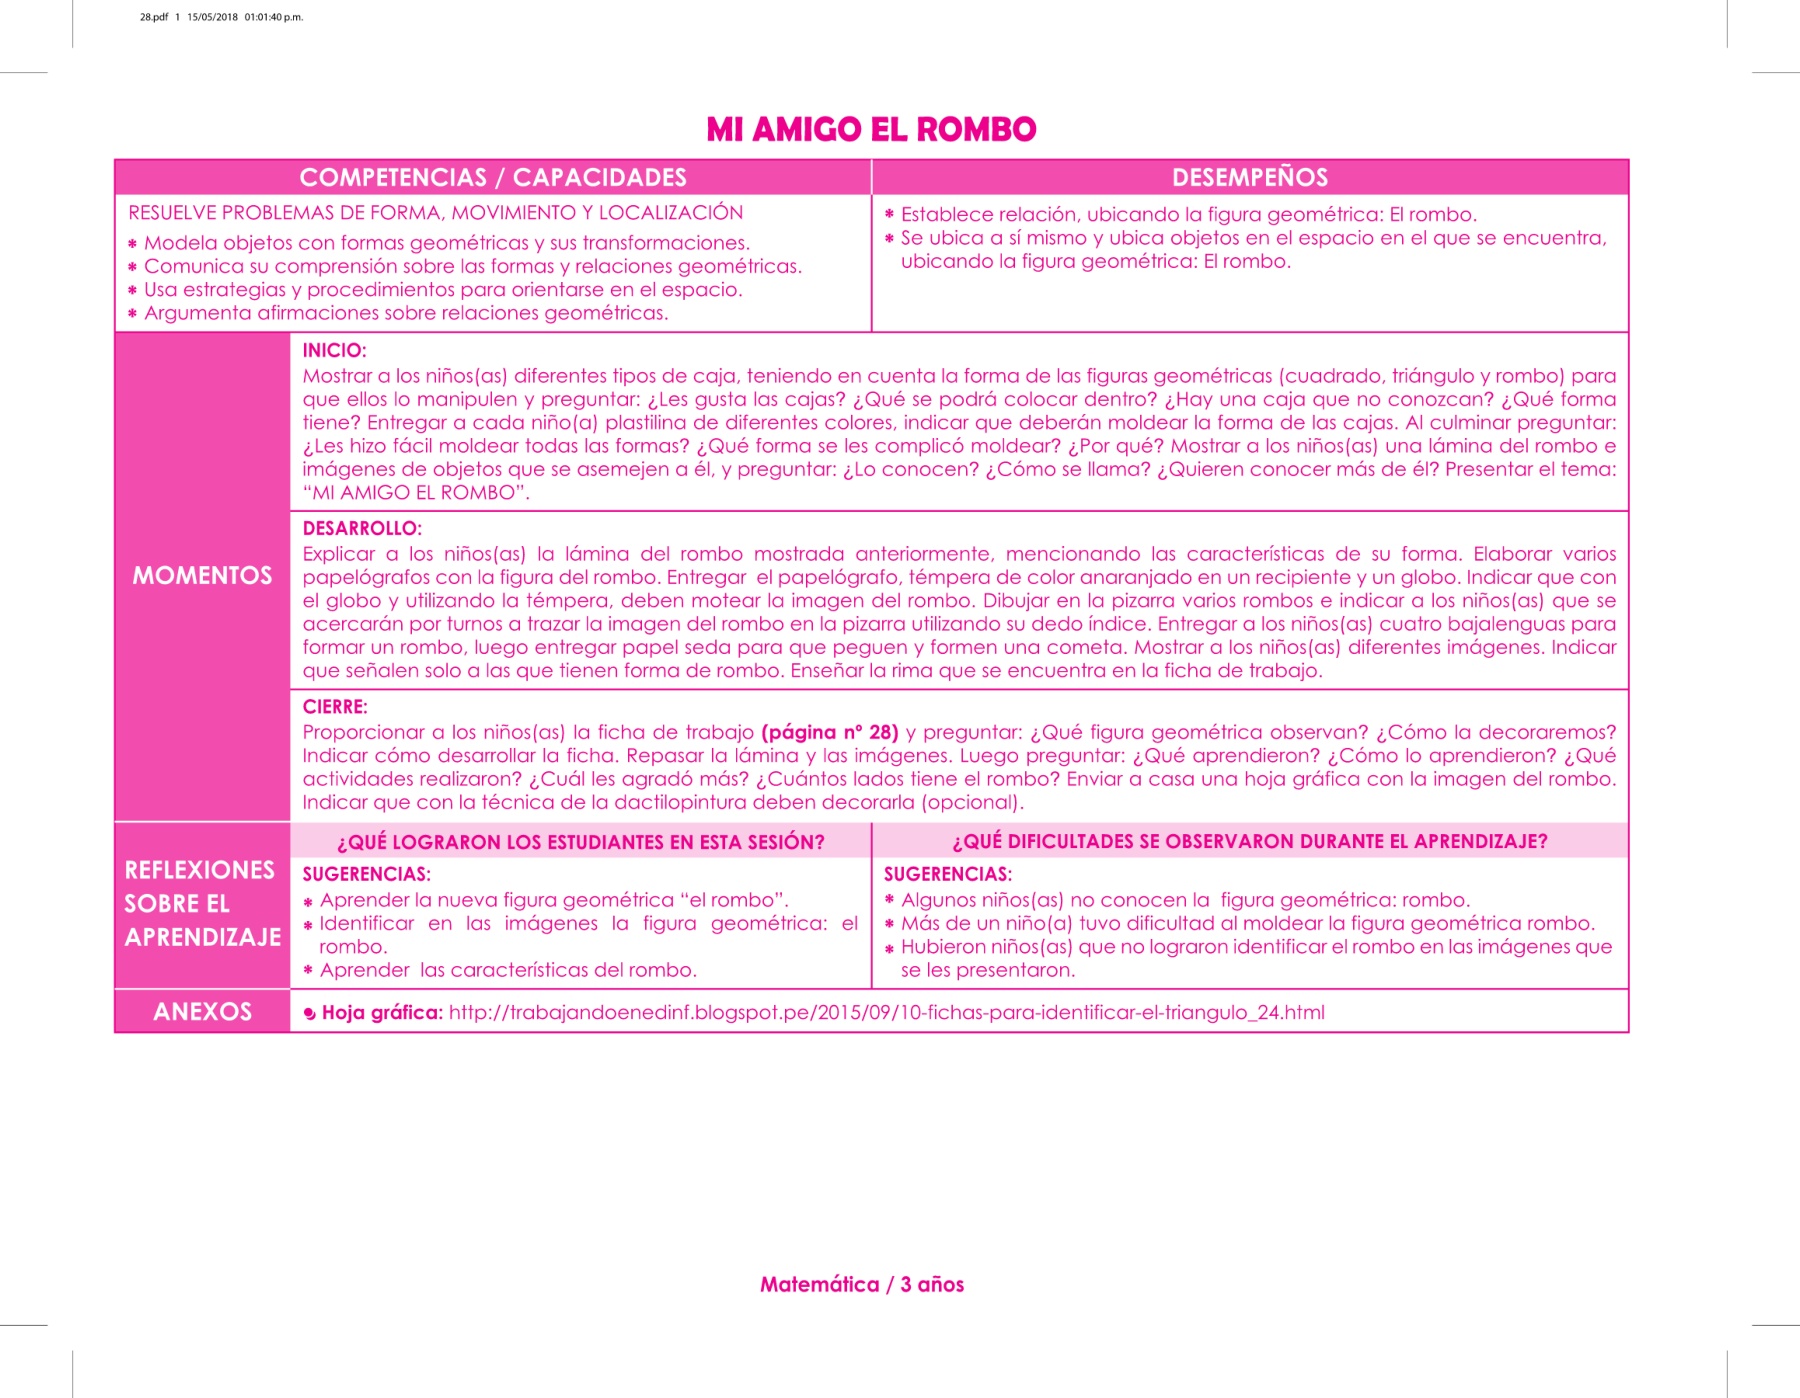 28.pdf 1 15/05/2018 01:01:40 p.m.
MI AMIGO EL ROMBO
COMPETENCIAS / CAPACIDADES
DESEMPEÑOS
RESUELVE PROBLEMAS DE FORMA, MOVIMIENTO Y LOCALIZACIÓN
* Modela objetos con formas geométricas y sus transformaciones.
* Comunica su comprensión sobre las formas y relaciones geométricas.
* Usa estrategias y procedimientos para orientarse en el espacio.
* Argumenta afirmaciones sobre relaciones geométricas.
* Establece relación, ubicando la figura geométrica: El rombo.
* Se ubica a sí mismo y ubica objetos en el espacio en el que se encuentra,
ubicando la figura geométrica: El rombo.
MOMENTOS
INICIO:
Mostrar a los niños(as) diferentes tipos de caja, teniendo en cuenta la forma de las figuras geométricas (cuadrado, triángulo y rombo) para
que ellos lo manipulen y preguntar: ¿Les gusta las cajas? ¿Qué se podrá colocar dentro? ¿Hay una caja que no conozcan? ¿Qué forma
tiene? Entregar a cada niño(a) plastilina de diferentes colores, indicar que deberán moldear la forma de las cajas. Al culminar preguntar:
¿Les hizo fácil moldear todas las formas? ¿Qué forma se les complicó moldear? ¿Por qué? Mostrar a los niños(as) una lámina del rombo e
imágenes de objetos que se asemejen a él, y preguntar: ¿Lo conocen? ¿Cómo se llama? ¿Quieren conocer más de él? Presentar el tema:
“MI AMIGO EL ROMBO”.
DESARROLLO:
Explicar a los niños(as) la lámina del rombo mostrada anteriormente, mencionando las características de su forma. Elaborar varios
papelógrafos con la figura del rombo. Entregar el papelógrafo, témpera de color anaranjado en un recipiente y un globo. Indicar que con
el globo y utilizando la témpera, deben motear la imagen del rombo. Dibujar en la pizarra varios rombos e indicar a los niños(as) que se
acercarán por turnos a trazar la imagen del rombo en la pizarra utilizando su dedo índice. Entregar a los niños(as) cuatro bajalenguas para
formar un rombo, luego entregar papel seda para que peguen y formen una cometa. Mostrar a los niños(as) diferentes imágenes. Indicar
que señalen solo a las que tienen forma de rombo. Enseñar la rima que se encuentra en la ficha de trabajo.
CIERRE:
Proporcionar a los niños(as) la ficha de trabajo (página nº 28) y preguntar: ¿Qué figura geométrica observan? ¿Cómo la decoraremos?
Indicar cómo desarrollar la ficha. Repasar la lámina y las imágenes. Luego preguntar: ¿Qué aprendieron? ¿Cómo lo aprendieron? ¿Qué
actividades realizaron? ¿Cuál les agradó más? ¿Cuántos lados tiene el rombo? Enviar a casa una hoja gráfica con la imagen del rombo.
Indicar que con la técnica de la dactilopintura deben decorarla (opcional).
REFLEXIONES
SOBRE EL
APRENDIZAJE
¿QUÉ LOGRARON LOS ESTUDIANTES EN ESTA SESIÓN?
SUGERENCIAS:
* Aprender la nueva figura geométrica “el rombo”.
* Identificar en las imágenes la figura geométrica: el
rombo.
* Aprender las características del rombo.
¿QUÉ DIFICULTADES SE OBSERVARON DURANTE EL APRENDIZAJE?
SUGERENCIAS:
* Algunos niños(as) no conocen la figura geométrica: rombo.
* Más de un niño(a) tuvo dificultad al moldear la figura geométrica rombo.
* Hubieron niños(as) que no lograron identificar el rombo en las imágenes que
se les presentaron.
ANEXOS
Hoja gráfica: http://trabajandoenedinf.blogspot.pe/2015/09/10-fichas-para-identificar-el-triangulo_24.html
Matemática / 3 años